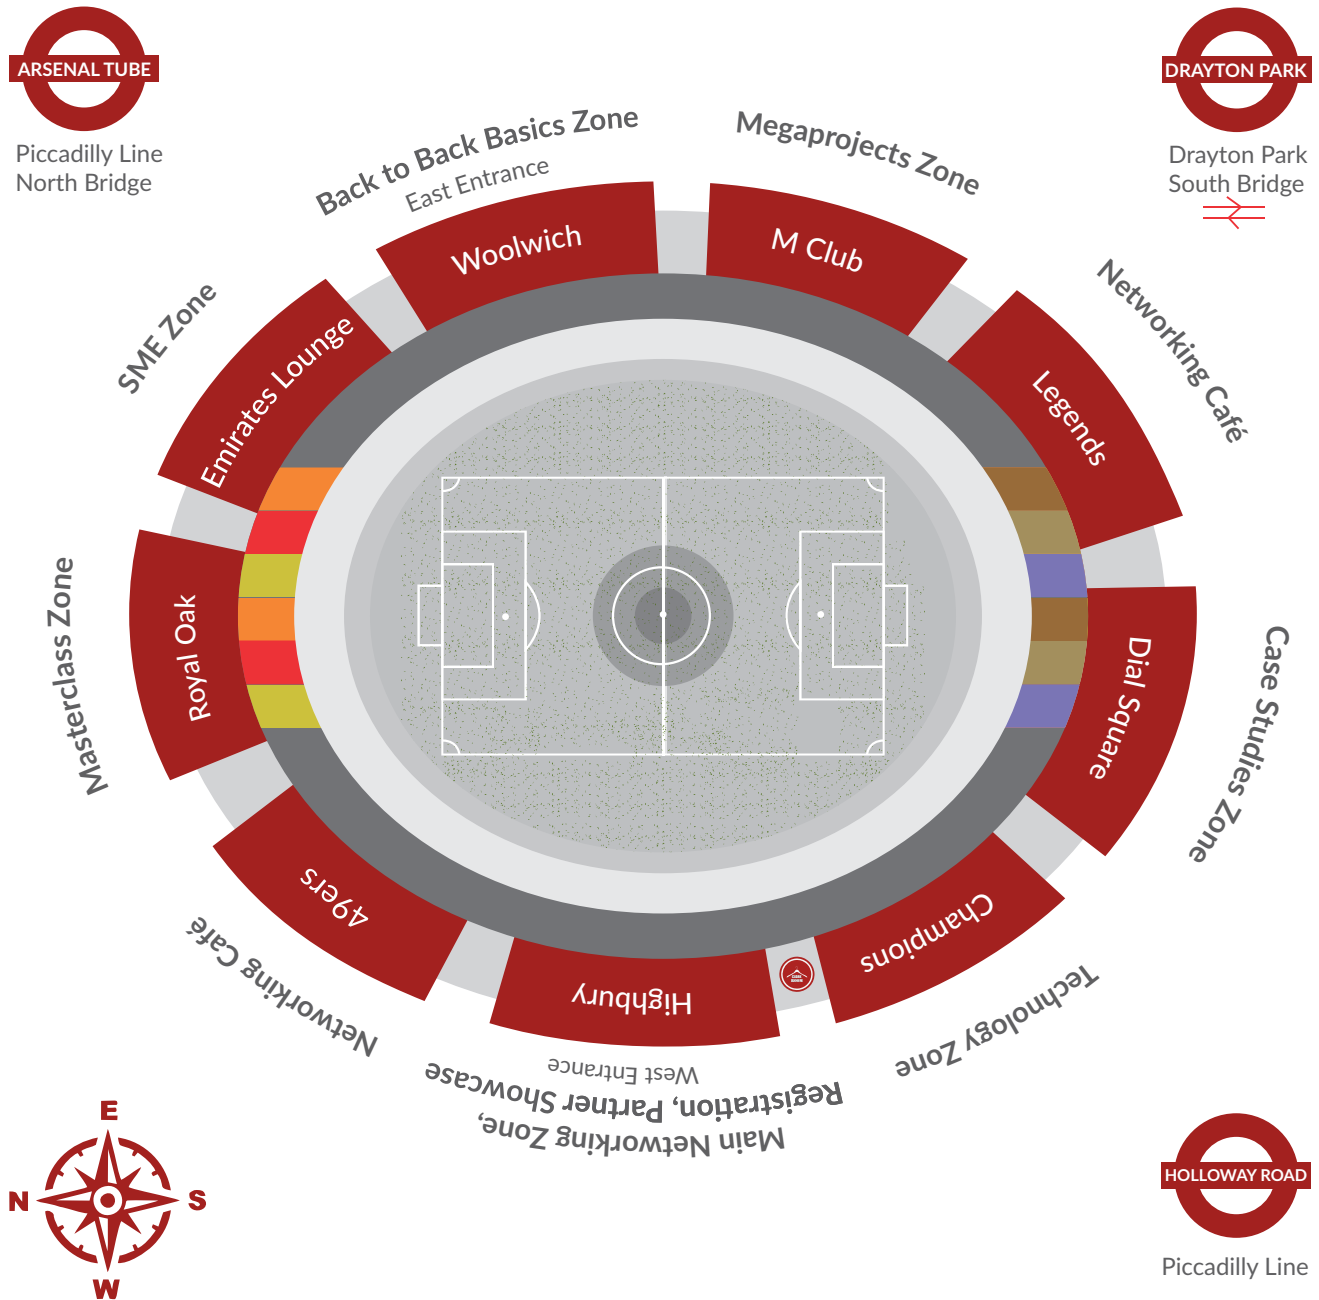 ARSENAL TUBE
Piccadilly Line
North Bridge
DRAYTON PARK
Drayton Park
South Bridge
Back to Back Basics Zone
East Entrance
Woolwich
Megaprojects Zone
M Club
Networking Café
Legends
SME Zone
Emirates Lounge
Masterclass Zone
Royal Oak
Case Studies Zone
Dial Square
49ers
Networking Café
Highbury
West Entrance
Registration, Partner Showcase
Main Networking Zone,
Champions
Technology Zone
E
N
S
W
HOLLOWAY ROAD
Piccadilly Line